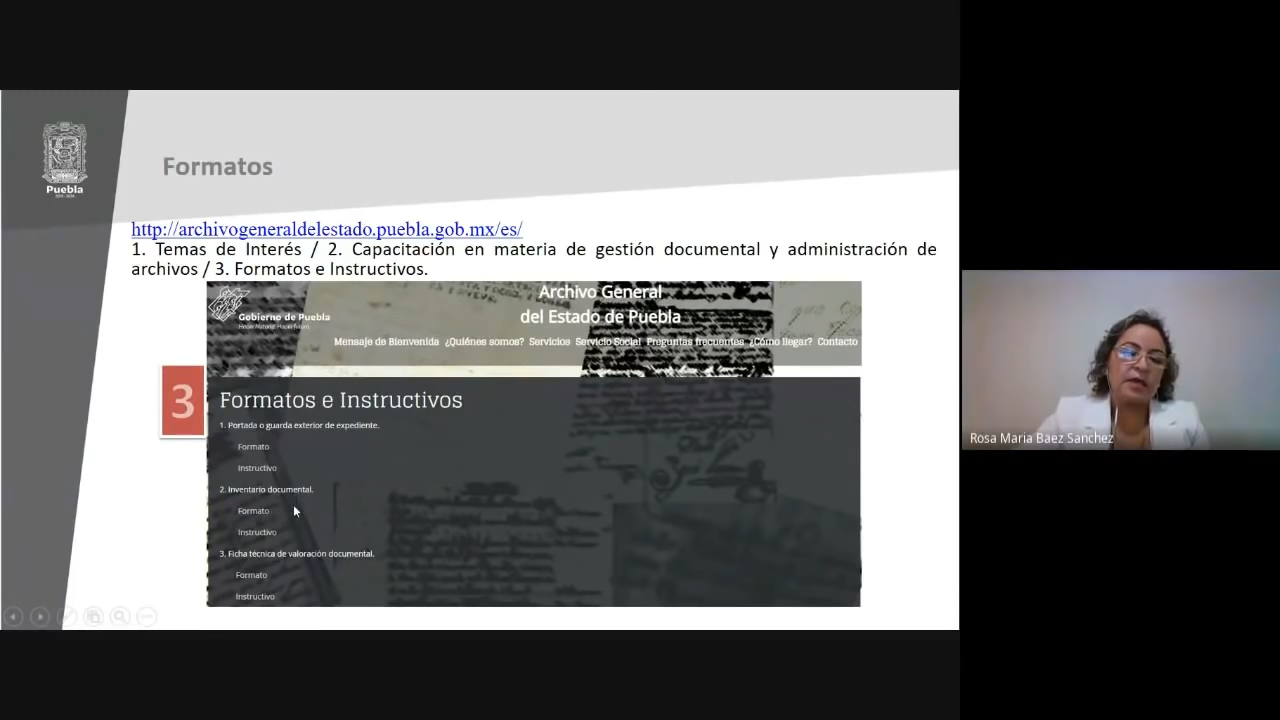 Puebla
Formatos
http://archivogeneraldelestado.puebla.gob.mx/es/
1. Temas de Interés / 2. Capacitación en materia de gestión documental y administración de
archivos / 3. Formatos e Instructivos.
Archivo General
del Estado de Puebla
Gobierno de Puebla
Mensaje de Bienvenida ¿Quiénes somos? Servicios Servicio Social Preguntas frecuentes ¿Cómo llegar? Contacto
3
Formatos e Instructivos
1. Portada o guarda exterior de expediente.
Formato
Instructivo
2. Inventario documental.
Formato
Instructivo
3. Ficha técnica de valoración documental.
Formato
Instructivo
Rosa Maria Baez Sanchez